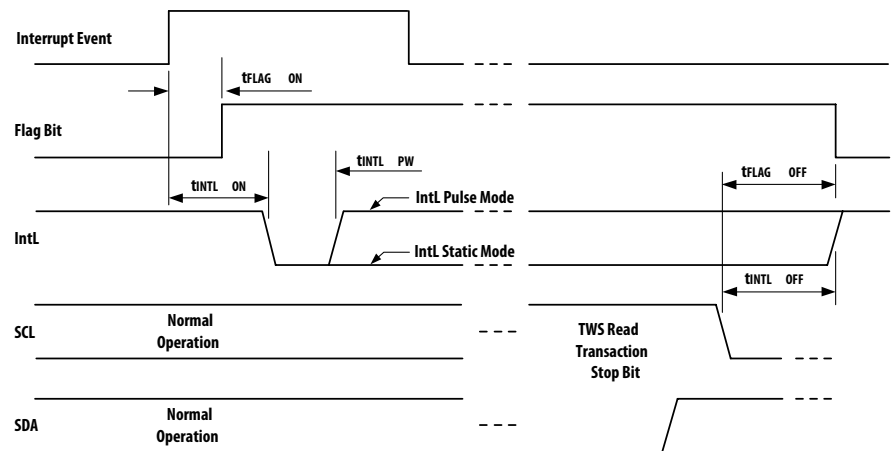 Interrupt Event
tFLAG ON
Flag Bit
tINTL ON
tINTL PW
tFLAG OFF
IntL Pulse Mode
IntL
IntL Static Mode
tINTL OFF
SCL
Normal
Operation
TWS Read
Transaction
Stop Bit
SDA
Normal
Operation